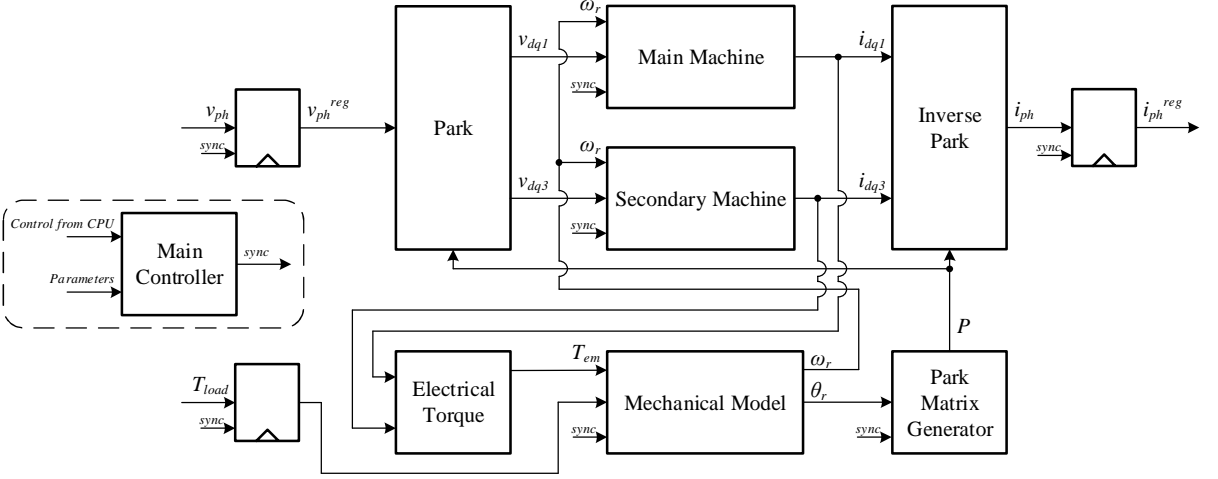 ω_r
v_dq1
Main Machine
i_dq1
sync
v_ph
v_ph^reg
Park
Inverse
Park
i_ph
i_ph^reg
sync
sync
ω_r
v_dq3
Secondary Machine
i_dq3
sync
Control from CPU
Main
Controller
sync
Parameters
P
T_load
sync
Electrical
Torque
T_em
Mechanical Model
sync
ω_r
θ_r
Park
Matrix
Generator
sync